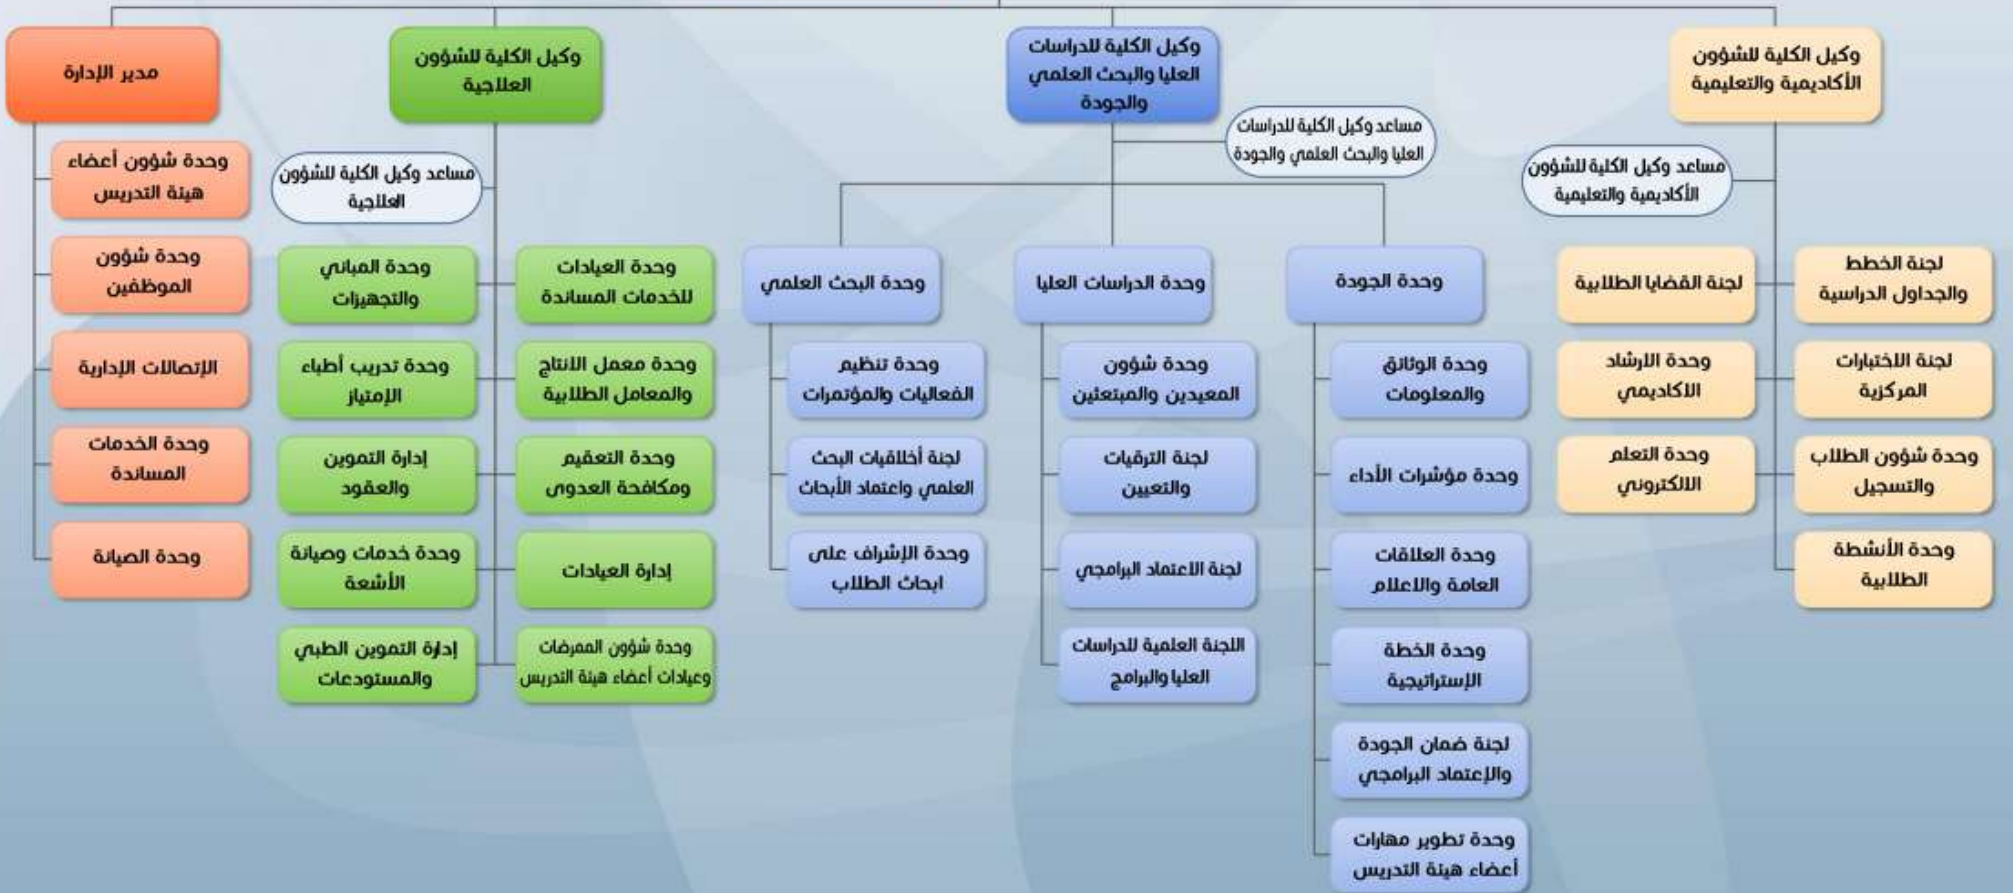 وكيل الكلية للشؤون
الأكاديمية والتعليمية
مساعد وكيل الكلية للشؤون
الأكاديمية والتعليمية
لجنة الخطط
والجداول الدراسية
لجنة القضايا الطلابية
لجنة الاختبارات
المركزية
وحدة الارشاد
الاكاديمي
وحدة شؤون الطلاب
والتسجيل
وحدة التعلم
الالكتروني
وحدة الأنشطة
الطلابية
وكيل الكلية للدراسات
العليا والبحث العلمي
والجودة
مساعد وكيل الكلية للدراسات
العليا والبحث العلمي والجودة
وحدة الجودة
وحدة الوثائق
والمعلومات
وحدة مؤشرات الأداء
وحدة العلاقات
العامة والاعلام
وحدة الخطة
الإستراتيجية
لجنة ضمان الجودة
والإعتماد البرامجي
وحدة تطوير مهارات
أعضاء هيئة التدريس
وحدة الدراسات العليا
وحدة شؤون
المعيدين والمبتعثين
لجنة الترقيات
والتعيين
لجنة الاعتماد البرامجي
اللجنة العلمية للدراسات
العليا والبرامج
وحدة البحث العلمي
وحدة تنظيم
الفعاليات والمؤتمرات
لجنة أخلاقيات البحث
العلمي واعتماد الأبحاث
وحدة الإشراف على
ابحاث الطلاب
وكيل الكلية للشؤون
العلاجية
مساعد وكيل الكلية للشؤون
العلاجية
وحدة العيادات
للخدمات المساندة
وحدة المباني
والتجهيزات
وحدة معمل الانتاج
والمعامل الطلابية
وحدة تدريب أطباء
الإمتياز
وحدة التعقيم
ومكافحة العدوى
إدارة التموين
والعقود
إدارة العيادات
وحدة خدمات وصيانة
الأشعة
وحدة شؤون الممرضات
وعيادات أعضاء هيئة التدريس
إدارة التموين الطبي
والمستودعات
مدير الإدارة
وحدة شؤون أعضاء
هيئة التدريس
وحدة شؤون
الموظفين
الإتصالات الإدارية
وحدة الخدمات
المساندة
وحدة الصيانة